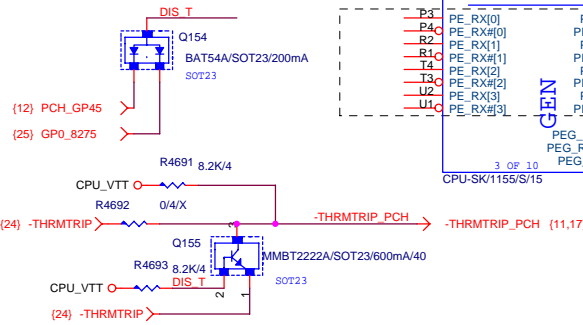 DIS_T
Q154
BAT54A/SOT23/200mA
SOT23
{12} PCH_GP45
{25} GP0_8275
P3 PE_RX[0]
P4 PE_RX#[0]
R2 PE_RX[1]
R1 PE_RX#[1]
T4 PE_RX[2]
T3 PE_RX#[2]
U2 PE_RX[3]
U1 PE_RX#[3]
GEN
PEG_
PEG_R
PEG_
3 OF 10
CPU-SK/1155/S/15
R4691 8.2K/4
CPU_VTT
R4692 0/4/X
{24} -THRMTRIP
-THRMTRIP_PCH
-THRMTRIP_PCH {11,17
3
Q155
MMBT2222A/SOT23/600mA/40
SOT23
R4693 8.2K/4
CPU_VTT
DIS_T
2
1
{24} -THRMTRIP